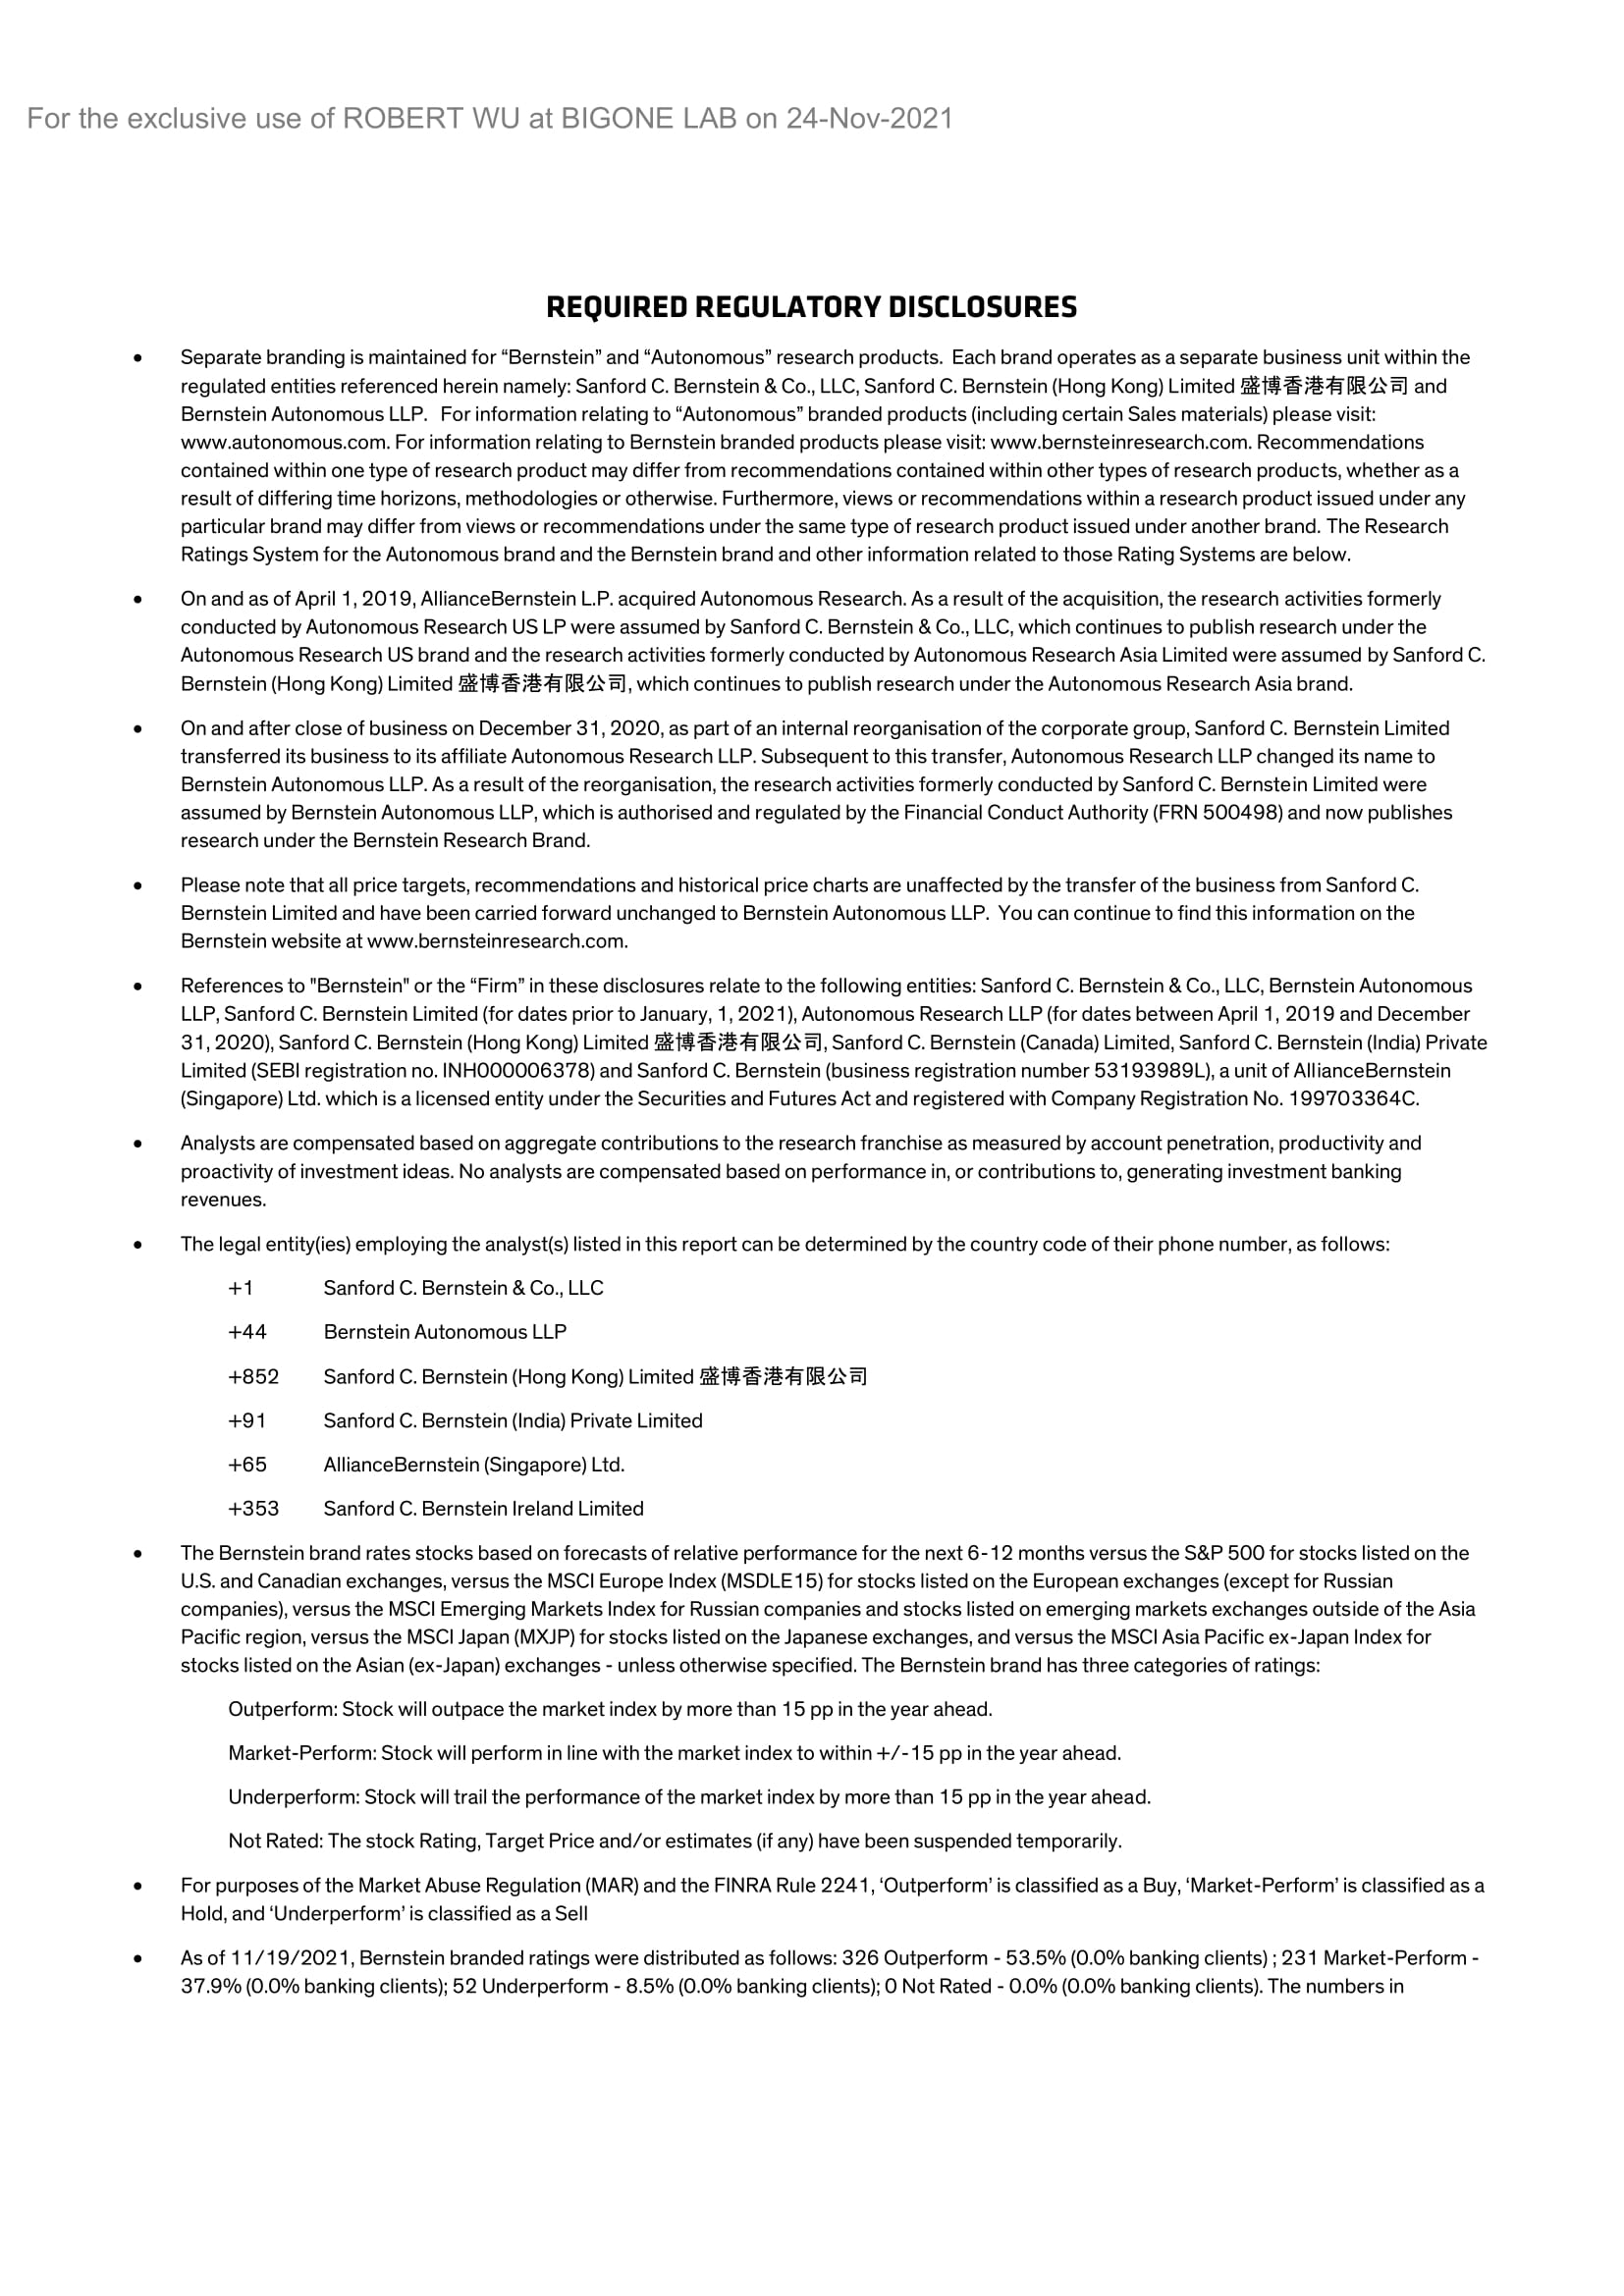 For the exclusive use of ROBERT WU at BIGONE LAB on 24-Nov-2021
REQUIRED REGULATORY DISCLOSURES
• Separate branding is maintained for “Bernstein” and “Autonomous” research products. Each brand operates as a separate business unit within the
regulated entities referenced herein namely: Sanford C. Bernstein & Co., LLC, Sanford C. Bernstein (Hong Kong) Limited 盛博香港有限公司 and
Bernstein Autonomous LLP. For information relating to “Autonomous” branded products (including certain Sales materials) please visit:
www.autonomous.com. For information relating to Bernstein branded products please visit: www.bernsteinresearch.com. Recommendations
contained within one type of research product may differ from recommendations contained within other types of research products, whether as a
result of differing time horizons, methodologies or otherwise. Furthermore, views or recommendations within a research product issued under any
particular brand may differ from views or recommendations under the same type of research product issued under another brand. The Research
Ratings System for the Autonomous brand and the Bernstein brand and other information related to those Rating Systems are below.
• On and as of April 1, 2019, AllianceBernstein L.P. acquired Autonomous Research. As a result of the acquisition, the research activities formerly
conducted by Autonomous Research US LP were assumed by Sanford C. Bernstein & Co., LLC, which continues to publish research under the
Autonomous Research US brand and the research activities formerly conducted by Autonomous Research Asia Limited were assumed by Sanford C.
Bernstein (Hong Kong) Limited 盛博香港有限公司, which continues to publish research under the Autonomous Research Asia brand.
• On and after close of business on December 31, 2020, as part of an internal reorganisation of the corporate group, Sanford C. Bernstein Limited
transferred its business to its affiliate Autonomous Research LLP. Subsequent to this transfer, Autonomous Research LLP changed its name to
Bernstein Autonomous LLP. As a result of the reorganisation, the research activities formerly conducted by Sanford C. Bernstein Limited were
assumed by Bernstein Autonomous LLP, which is authorised and regulated by the Financial Conduct Authority (FRN 500498) and now publishes
research under the Bernstein Research Brand.
• Please note that all price targets, recommendations and historical price charts are unaffected by the transfer of the business from Sanford C.
Bernstein Limited and have been carried forward unchanged to Bernstein Autonomous LLP. You can continue to find this information on the
Bernstein website at www.bernsteinresearch.com.
• References to "Bernstein" or the “Firm” in these disclosures relate to the following entities: Sanford C. Bernstein & Co., LLC, Bernstein Autonomous
LLP, Sanford C. Bernstein Limited (for dates prior to January, 1, 2021), Autonomous Research LLP (for dates between April 1, 2019 and December
31, 2020), Sanford C. Bernstein (Hong Kong) Limited 盛博香港有限公司, Sanford C. Bernstein (Canada) Limited, Sanford C. Bernstein (India) Private
Limited (SEBI registration no. INH000006378) and Sanford C. Bernstein (business registration number 53193989L), a unit of AllianceBernstein
(Singapore) Ltd. which is a licensed entity under the Securities and Futures Act and registered with Company Registration No. 199703364C.
• Analysts are compensated based on aggregate contributions to the research franchise as measured by account penetration, productivity and
proactivity of investment ideas. No analysts are compensated based on performance in, or contributions to, generating investment banking
revenues.
• The legal entity(ies) employing the analyst(s) listed in this report can be determined by the country code of their phone number, as follows:
+1 Sanford C. Bernstein & Co., LLC
+44 Bernstein Autonomous LLP
+852 Sanford C. Bernstein (Hong Kong) Limited 盛博香港有限公司
+91 Sanford C. Bernstein (India) Private Limited
+65 AllianceBernstein (Singapore) Ltd.
+353 Sanford C. Bernstein Ireland Limited
• The Bernstein brand rates stocks based on forecasts of relative performance for the next 6-12 months versus the S&P 500 for stocks listed on the
U.S. and Canadian exchanges, versus the MSCI Europe Index (MSDLE15) for stocks listed on the European exchanges (except for Russian
companies), versus the MSCI Emerging Markets Index for Russian companies and stocks listed on emerging markets exchanges outside of the Asia
Pacific region, versus the MSCI Japan (MXJP) for stocks listed on the Japanese exchanges, and versus the MSCI Asia Pacific ex-Japan Index for
stocks listed on the Asian (ex-Japan) exchanges - unless otherwise specified. The Bernstein brand has three categories of ratings:
Outperform: Stock will outpace the market index by more than 15 pp in the year ahead.
Market-Perform: Stock will perform in line with the market index to within +/-15 pp in the year ahead.
Underperform: Stock will trail the performance of the market index by more than 15 pp in the year ahead.
Not Rated: The stock Rating, Target Price and/or estimates (if any) have been suspended temporarily.
• For purposes of the Market Abuse Regulation (MAR) and the FINRA Rule 2241, ‘Outperform’ is classified as a Buy, ‘Market-Perform’ is classified as a
Hold, and ‘Underperform’ is classified as a Sell
• As of 11/19/2021, Bernstein branded ratings were distributed as follows: 326 Outperform - 53.5% (0.0% banking clients) ; 231 Market-Perform -
37.9% (0.0% banking clients); 52 Underperform - 8.5% (0.0% banking clients); 0 Not Rated - 0.0% (0.0% banking clients). The numbers in